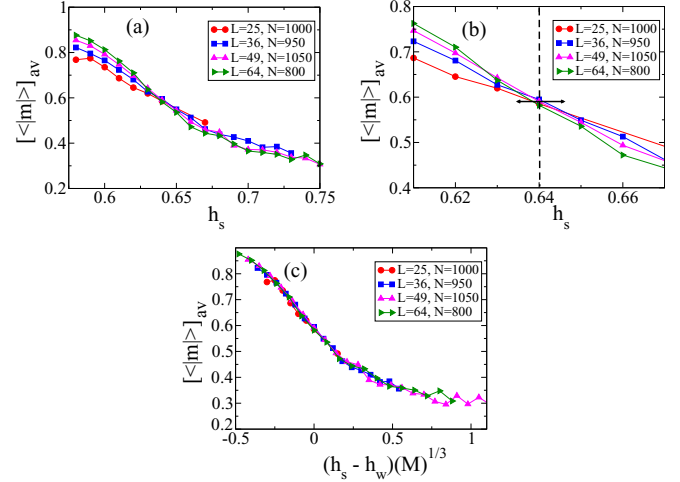 (a)
L=25, N=1000
L=36, N=950
L=49, N=1050
L=64, N=800
[<|m|>]av
1
0.8
0.6
0.4
0.2
0.6
0.65
0.7
0.75
hs
(b)
L=25, N=1000
L=36, N=950
L=49, N=1050
L=64, N=800
[<|m|>]av
0.8
0.7
0.6
0.5
0.4
0.62
0.64
0.66
hs
(c)
L=25, N=1000
L=36, N=950
L=49, N=1050
L=64, N=800
[<|m|>]av
0.9
0.8
0.7
0.6
0.5
0.4
0.3
0.2
-0.5
0
0.5
1
(hs - hw)(M)1/3